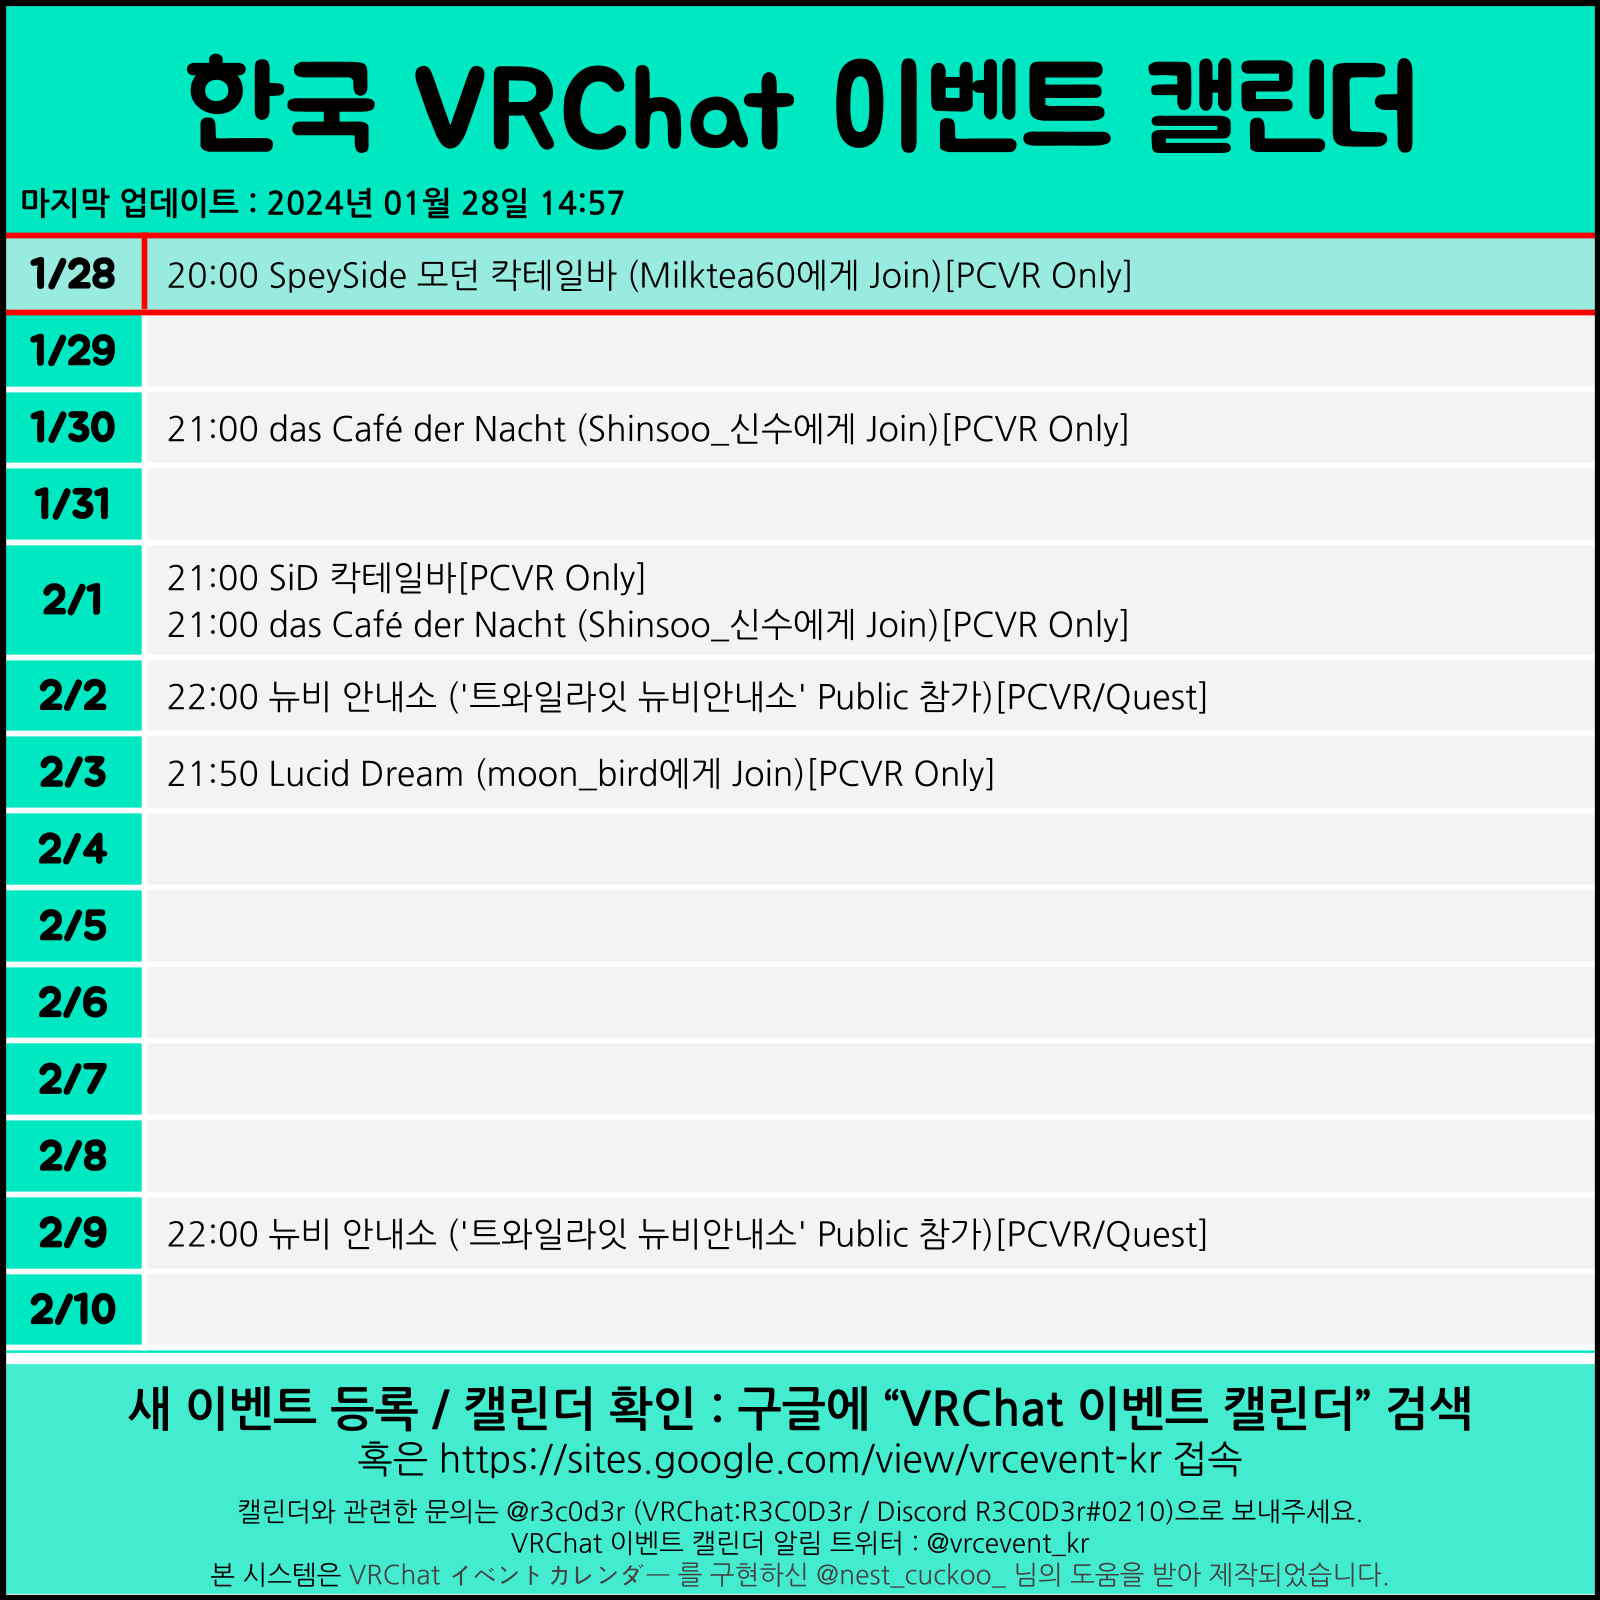 한국 VRChat 이벤트 캘린더
마지막 업데이트 : 2024년 01월 28일 14:57
1/28 20:00 SpeySide 모던 칵테일바 (Milktea60에게 Join)[PCVR Only]
1/29
1/30 21:00 das Café der Nacht (Shinsoo_신수에게 Join)[PCVR Only]
1/31
2/1 21:00 SiD 칵테일바[PCVR Only]
21:00 das Café der Nacht (Shinsoo_신수에게 Join)[PCVR Only]
2/2 22:00 뉴비 안내소 ('트와일라잇 뉴비안내소' Public 참가)[PCVR/Quest]
2/3 21:50 Lucid Dream (moon_bird에게 Join)[PCVR Only]
2/4
2/5
2/6
2/7
2/8
2/9 22:00 뉴비 안내소 ('트와일라잇 뉴비안내소' Public 참가)[PCVR/Quest]
2/10
새 이벤트 등록 / 캘린더 확인 : 구글에 “VRChat 이벤트 캘린더” 검색
혹은 https://sites.google.com/view/vrcevent-kr 접속
캘린더와 관련한 문의는 @r3c0d3r (VRChat:R3C0D3r / Discord R3C0D3r#0210)으로 보내주세요.
VRChat 이벤트 캘린더 알림 트위터 : @vrcevent_kr
본 시스템은 VRChat イベントカレンダー 를 구현하신 @nest_cuckoo_ 님의 도움을 받아 제작되었습니다.